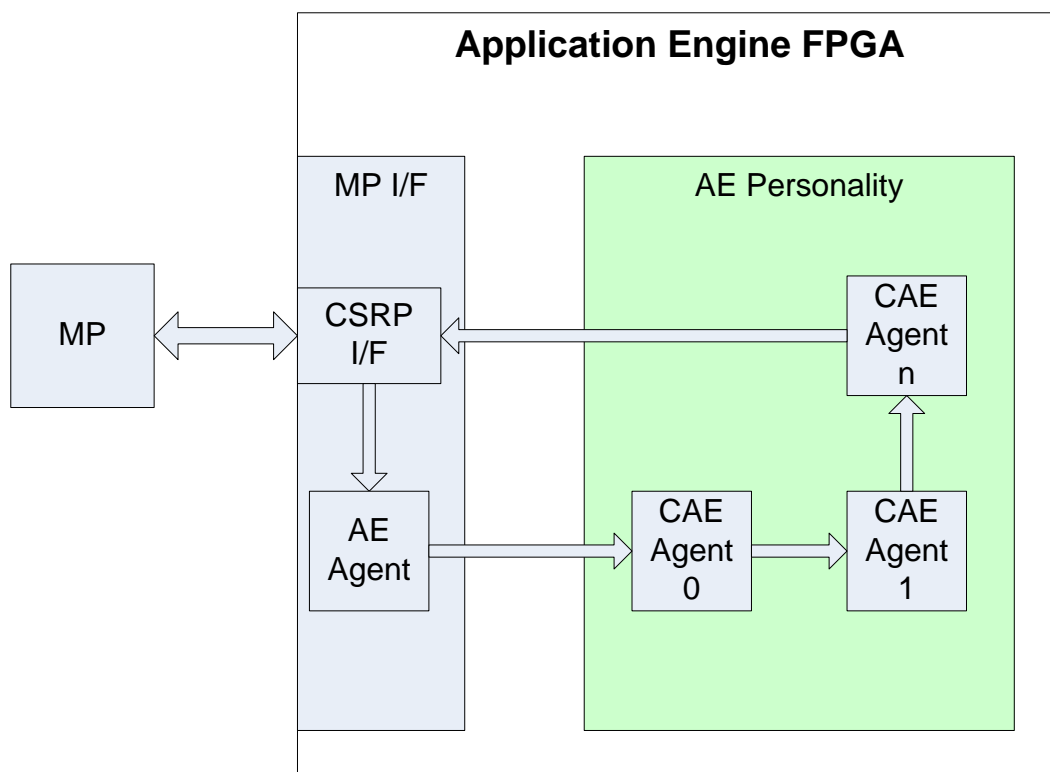 Application Engine FPGA
MP I/F
AE Personality
MP
CSRP
I/F
CAE
Agent
n
AE
Agent
CAE
Agent
0
CAE
Agent
1